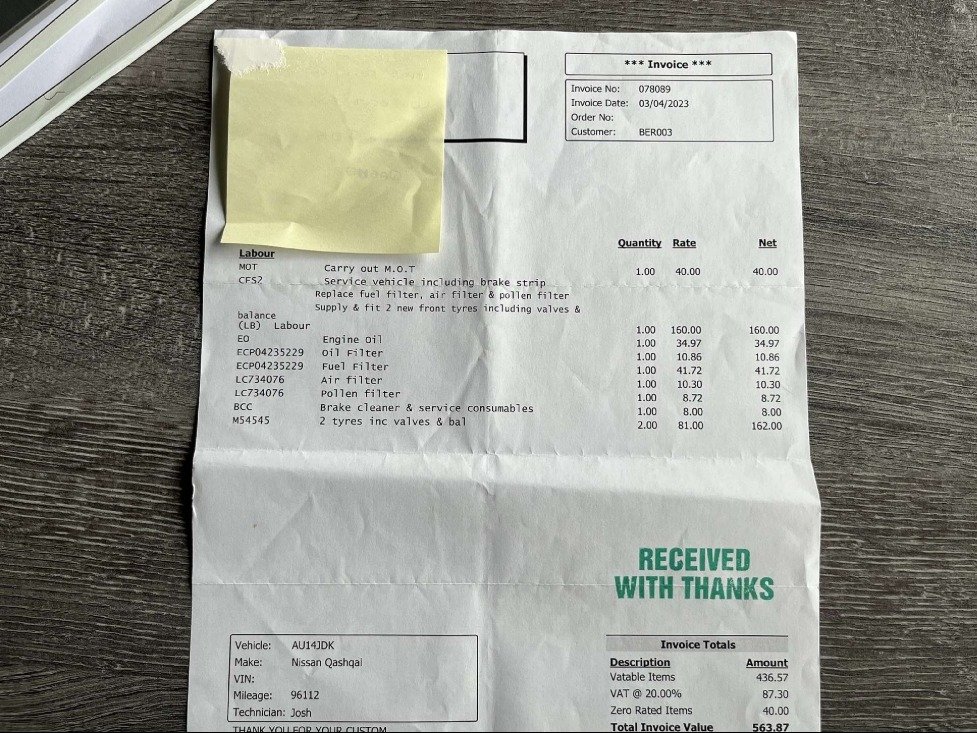 *** Invoice ***
Invoice No: 078089
Invoice Date: 03/04/2023
Order No:
Customer: BER003
Quantity Rate Net
Labour
MOT Carry out M.O.T 1.00 40.00 40.00
CFS2 Service vehicle including brake strip
Replace fuel filter, air filter & pollen filter
Supply & fit 2 new front tyres including valves &
balance
(LB) Labour 1.00 160.00 160.00
EO Engine Oil 1.00 34.97 34.97
ECP04235229 Oil Filter 1.00 10.86 10.86
ECP04235229 Fuel Filter 1.00 41.72 41.72
LC734076 Air filter 1.00 10.30 10.30
LC734076 Pollen filter 1.00 8.72 8.72
BCC Brake cleaner & service consumables 1.00 8.00 8.00
M54545 2 tyres inc valves & bal 2.00 81.00 162.00
RECEIVED
WITH THANKS
Vehicle: AU14JDK
Make: Nissan Qashqai
VIN:
Mileage: 96112
Technician: Josh
THANK YOU FOR YOUR CUSTOM
Invoice Totals
Description Amount
Vatable Items 436.57
VAT @ 20.00% 87.30
Zero Rated Items 40.00
Total Invoice Value 563.87